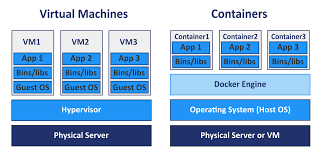 Virtual Machines
VM1 VM2 VM3
App 1 App 2 App 3
Bins/libs Bins/libs Bins/libs
Guest OS Guest OS Guest OS
Hypervisor
Physical Server
Containers
Container1 Container2 Container3
App 1 App 2 App 3
Bins/libs Bins/libs Bins/libs
Docker Engine
Operating System (Host OS)
Physical Server or VM